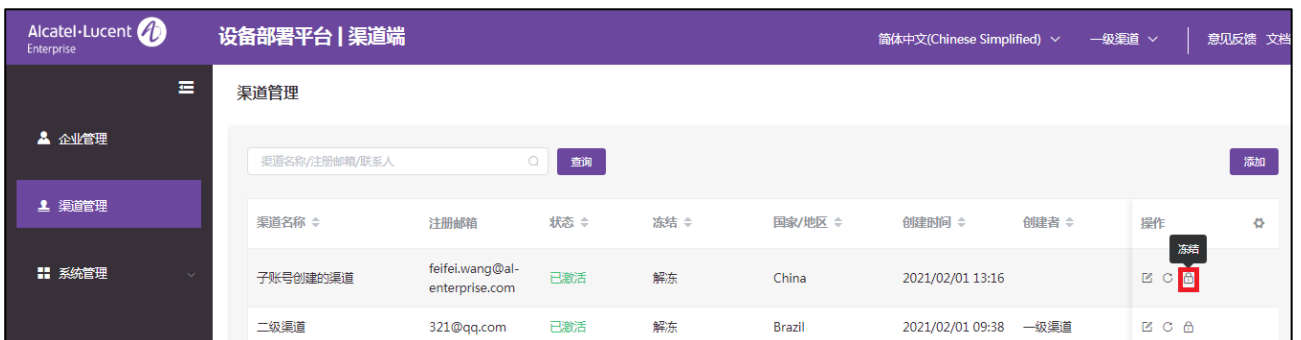 Alcatel·Lucent
Enterprise
设备部署平台 | 渠道端
简体中文(Chinese Simplified)
一级渠道
意见反馈 文档
渠道管理
企业管理
渠道管理
系统管理
渠道名称/注册邮箱/联系人
查询
添加
渠道名称 注册邮箱 状态 冻结 国家/地区 创建时间 创建者 操作
冻结
子账号创建的渠道 feifei.wang@al-enterprise.com 已激活 解冻 China 2021/02/01 13:16
二级渠道 321@qq.com 已激活 解冻 Brazil 2021/02/01 09:38 一级渠道